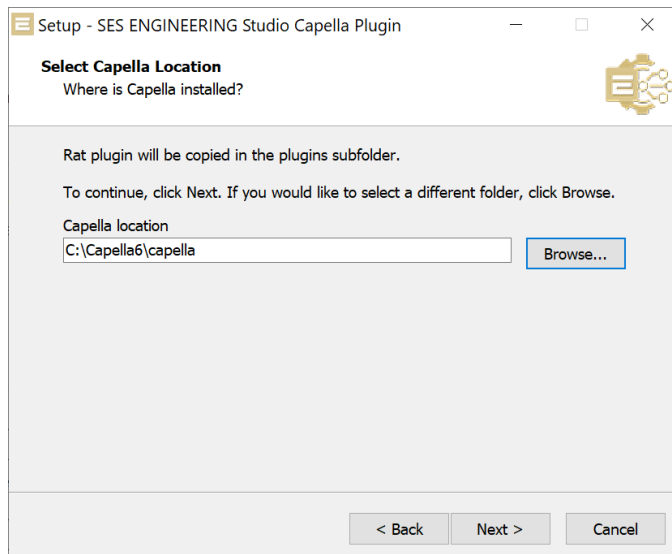 Setup - SES ENGINEERING Studio Capella Plugin
Select Capella Location
Where is Capella installed?
Rat plugin will be copied in the plugins subfolder.
To continue, click Next. If you would like to select a different folder, click Browse.
Capella location
C:\Capella6\capella
Browse...
< Back
Next >
Cancel